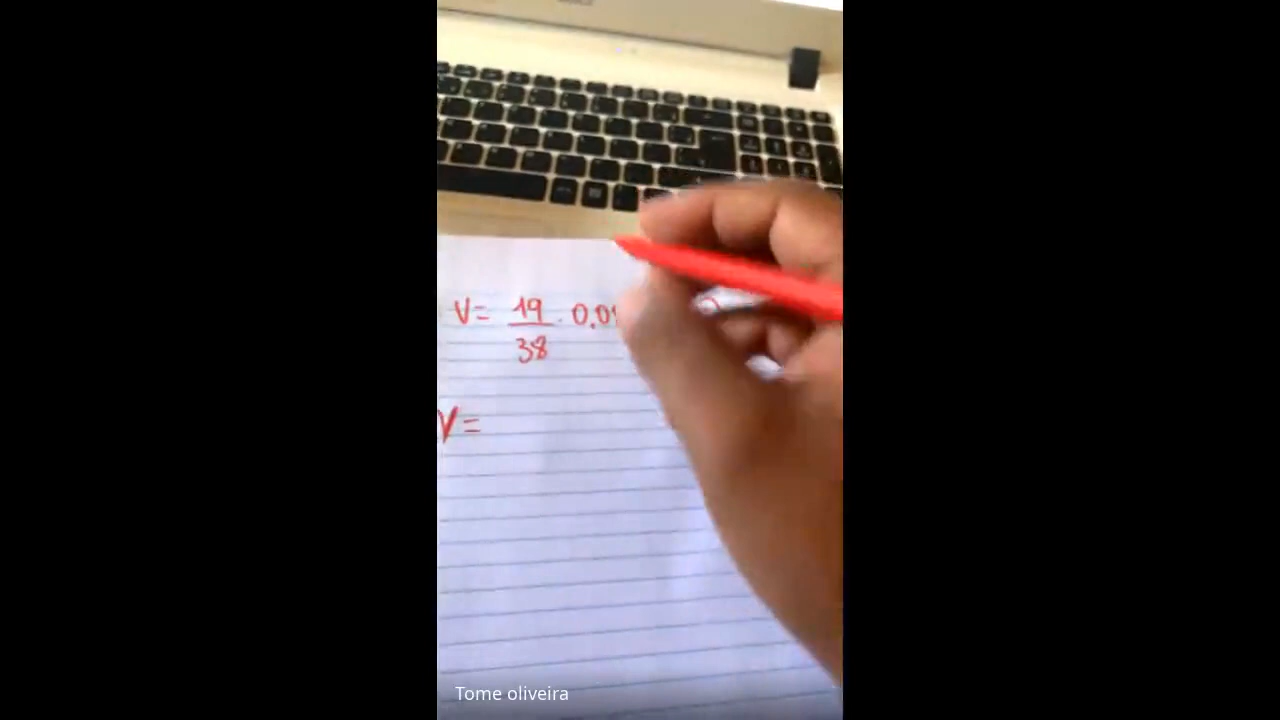 V = 19 . 0,0
38
V =
Tome oliveira